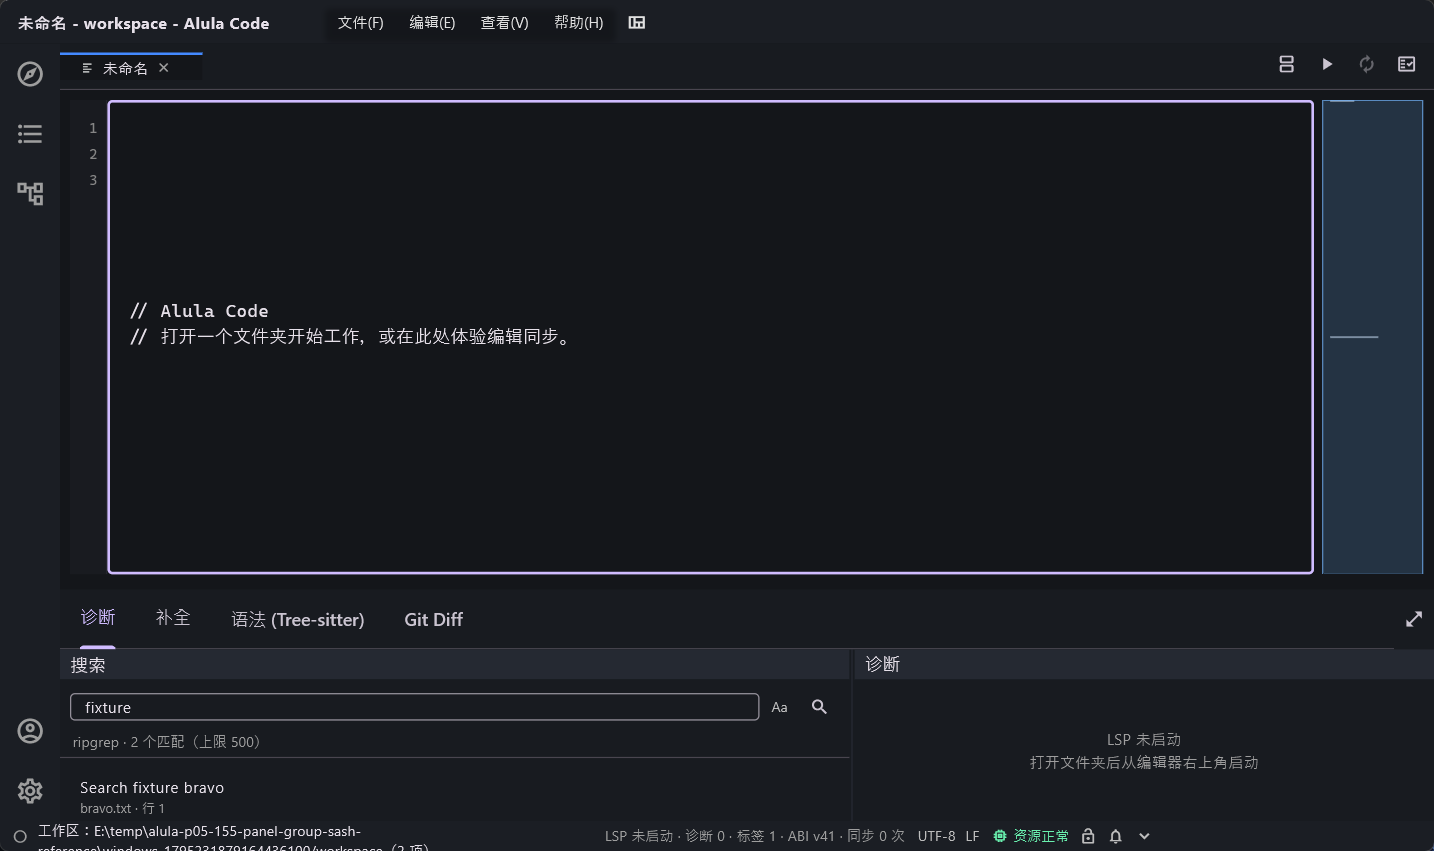 未命名 - workspace - Alula Code
文件(F) 编辑(E) 查看(V) 帮助(H)
未命名
1
2
3
// Alula Code
// 打开一个文件夹开始工作，或在此处体验编辑同步。
诊断 补全 语法 (Tree-sitter) Git Diff
搜索
fixture
Aa
ripgrep · 2 个匹配（上限 500）
Search fixture bravo
bravo.txt · 行 1
诊断
LSP 未启动
打开文件夹后从编辑器右上角启动
工作区：E:\temp\alula-p05-155-panel-group-sash-
reference\windows-1795231879164436100/workspace（2 项）
LSP 未启动 · 诊断 0 · 标签 1 · ABI v41 · 同步 0 次 UTF-8 LF 资源正常